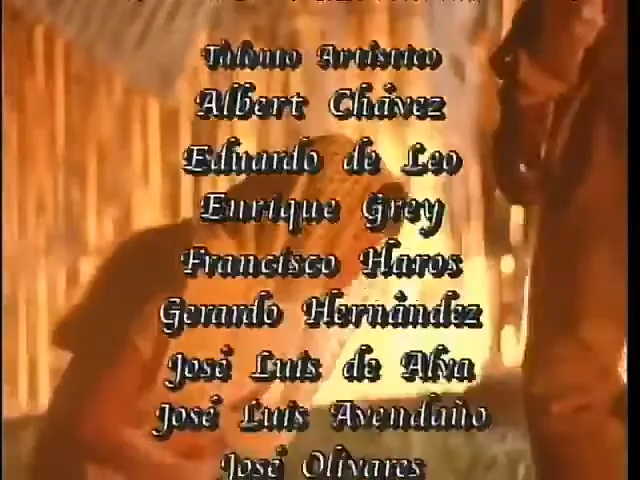 Talento Artístico
Albert Chávez
Eduardo de Leo
Enrique Grey
Francisco Haros
Gerardo Hernández
José Luis de Alva
José Luis Avendaño
José Olivares